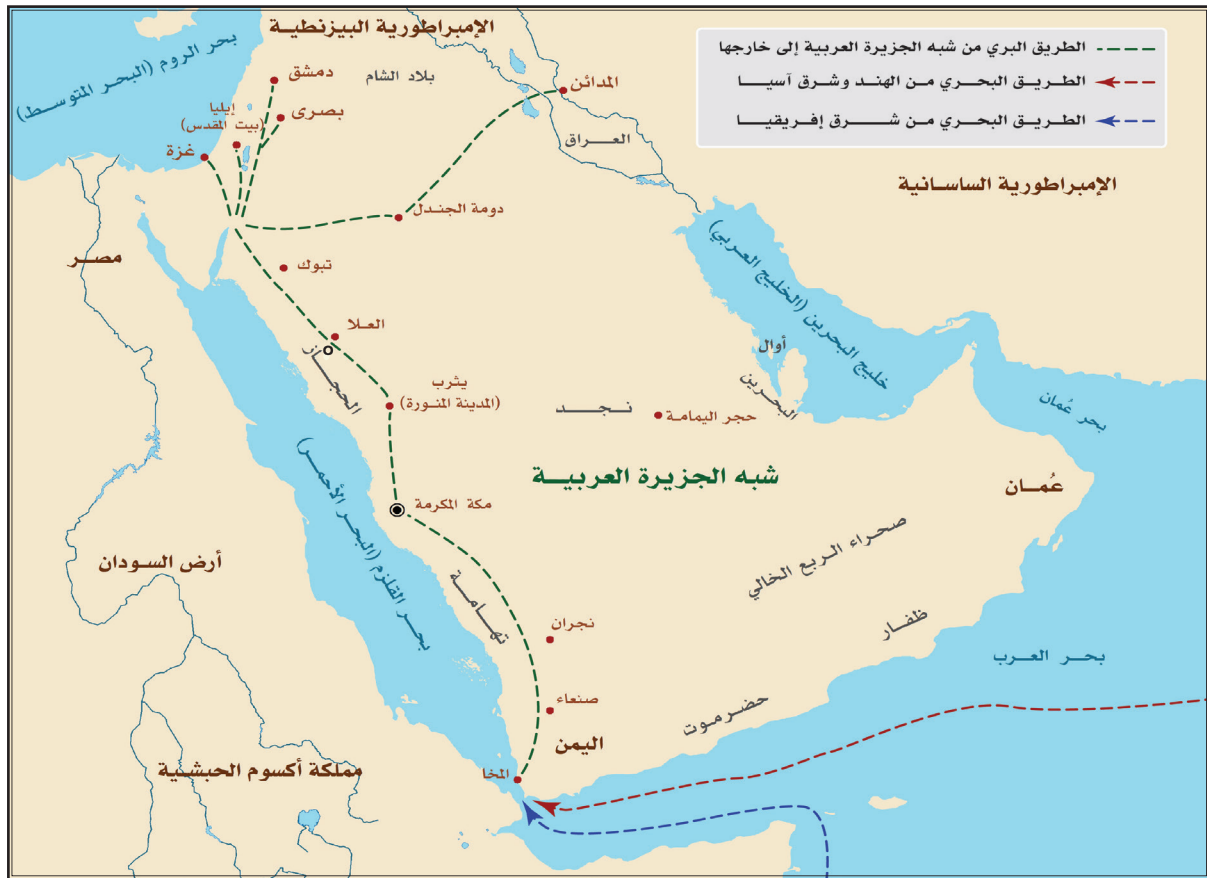 الطريق البري من شبه الجزيرة العربية إلى خارجها
الطريق البحري من الهند وشرق آسيا
الطريق البحري من شرق إفريقيا
الإمبراطورية البيزنطية
بحر الروم (البحر المتوسط)
دمشق
بلاد الشام
المدائن
إيليا
(بيت المقدس)
بصرى
غزة
العراق
الإمبراطورية الساسانية
دومة الجندل
مصر
تبوك
خليج البحرين (الخليج العربي)
العلا
الحجاز
أوال
يثرب
(المدينة المنورة)
نجد
حجر اليمامة
البحرين
بحر عُمان
شبه الجزيرة العربية
عُمان
مكة المكرمة
بحر القلزم (البحر الأحمر)
صحراء الربع الخالي
أرض السودان
تهامة
نجران
ظفار
بحر العرب
صنعاء
حضرموت
اليمن
المخا
مملكة أكسوم الحبشية